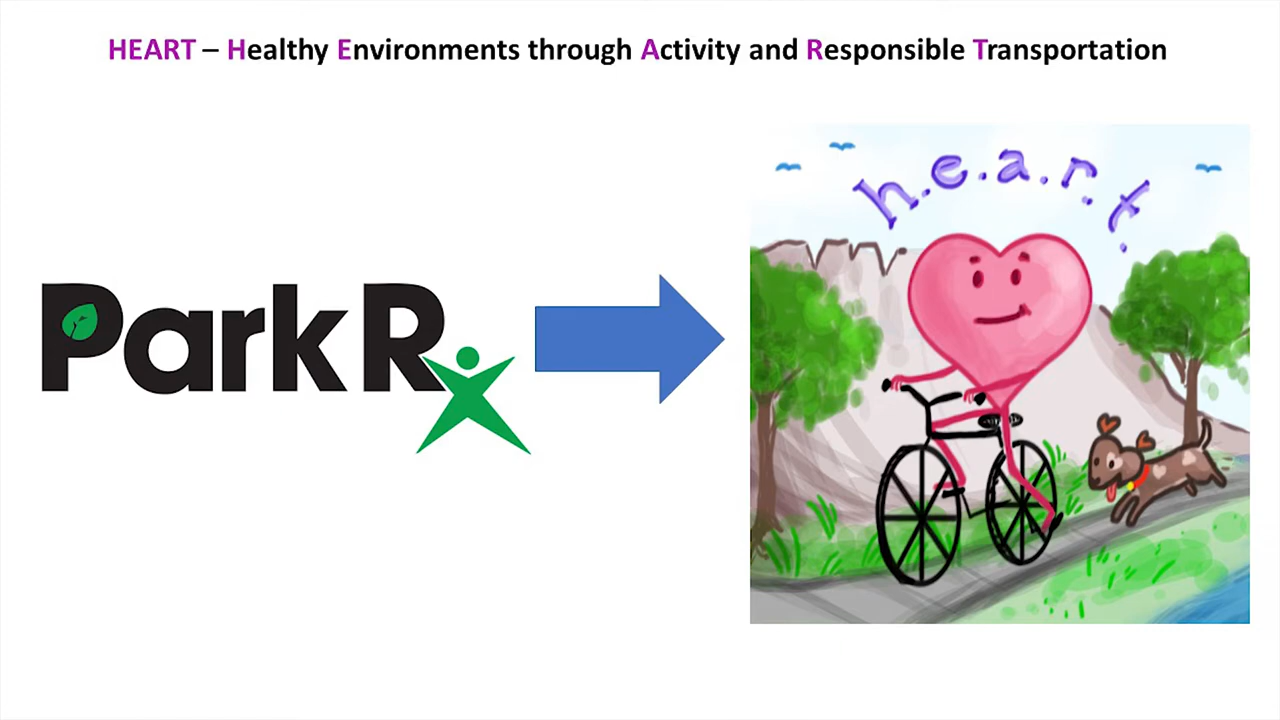 HEART – Healthy Environments through Activity and Responsible Transportation
h.e.a.r.t.
Park Rx